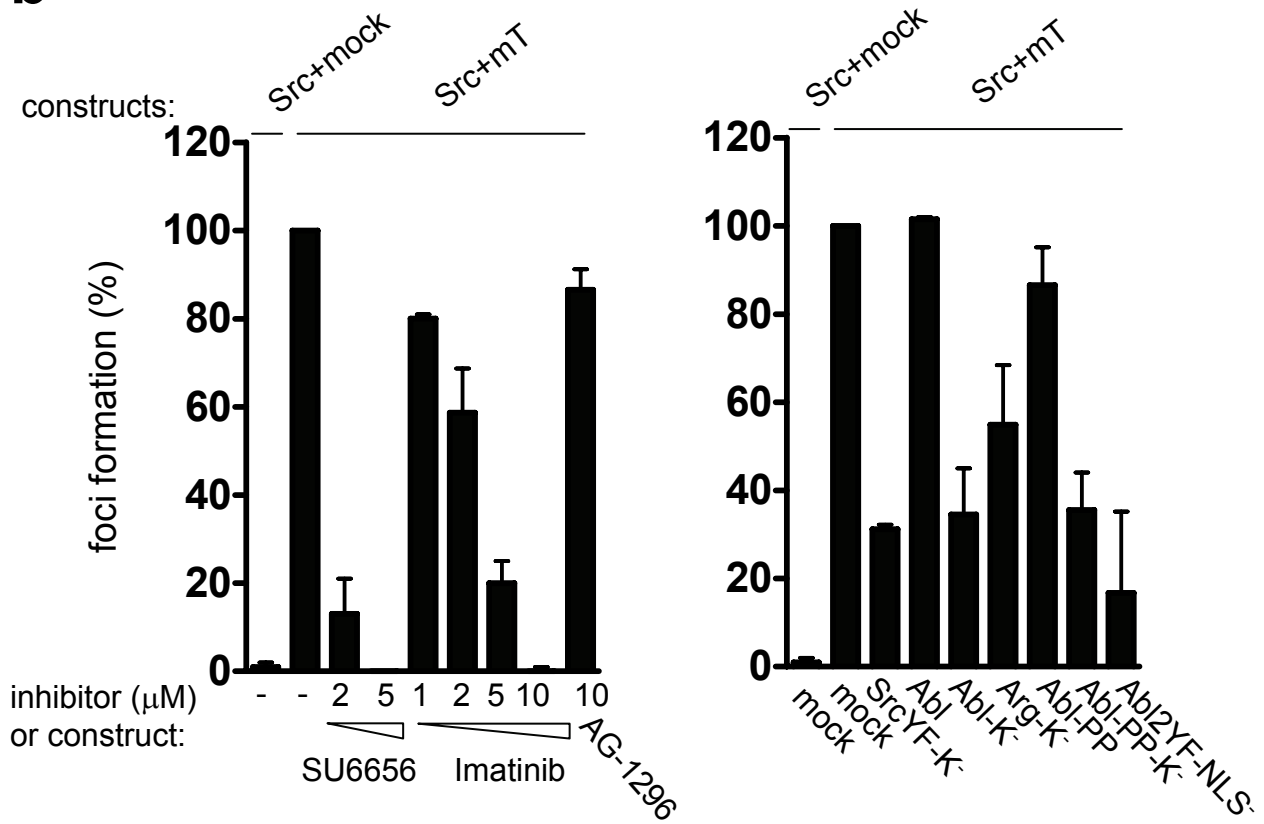 b
Src+mock
Src+mT
constructs:
120
100
80
60
40
20
0
foci formation (%)
- - 2 5 1 2 5 10 10
inhibitor (μM)
or construct:
SU6656
Imatinib
AG-1296
Src+mock
Src+mT
120
100
80
60
40
20
0
mock
mock
SrcYF-K-
Abl
Abl-K-
Arg-K-
Abl-PP
Abl-PP-K-
Abl2YF-NLS-